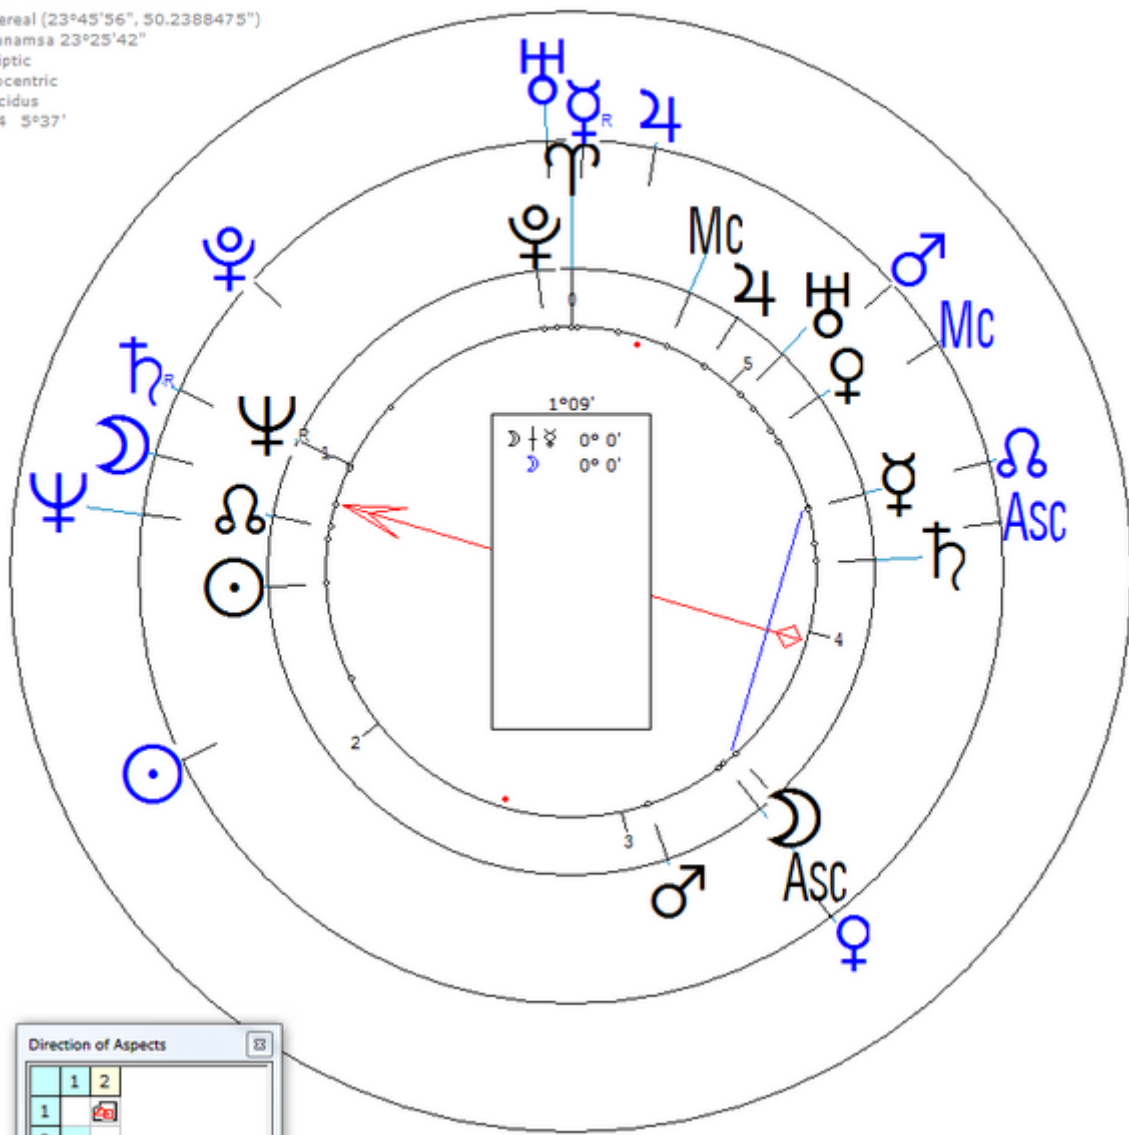 ereal (23°45'56", 50.2388475")
anamsa 23°25'42"
iptic
ocentric
cidus
4 5°37'
R
Mc
0
Mc
5
R
R
1
1°09'
☽ ⟊ ☿ 0° 0'
☽ 0° 0'
Asc
4
2
3
Asc
Direction of Aspects
1 2
1